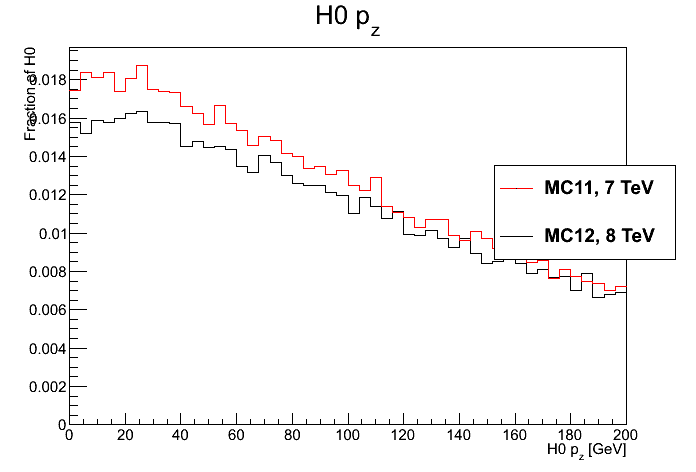 H0 p_z
Fraction of H0
0.018
0.016
0.014
0.012
0.01
0.008
0.006
0.004
0.002
0
MC11, 7 TeV
MC12, 8 TeV
0 20 40 60 80 100 120 140 160 180 200
H0 p_z [GeV]